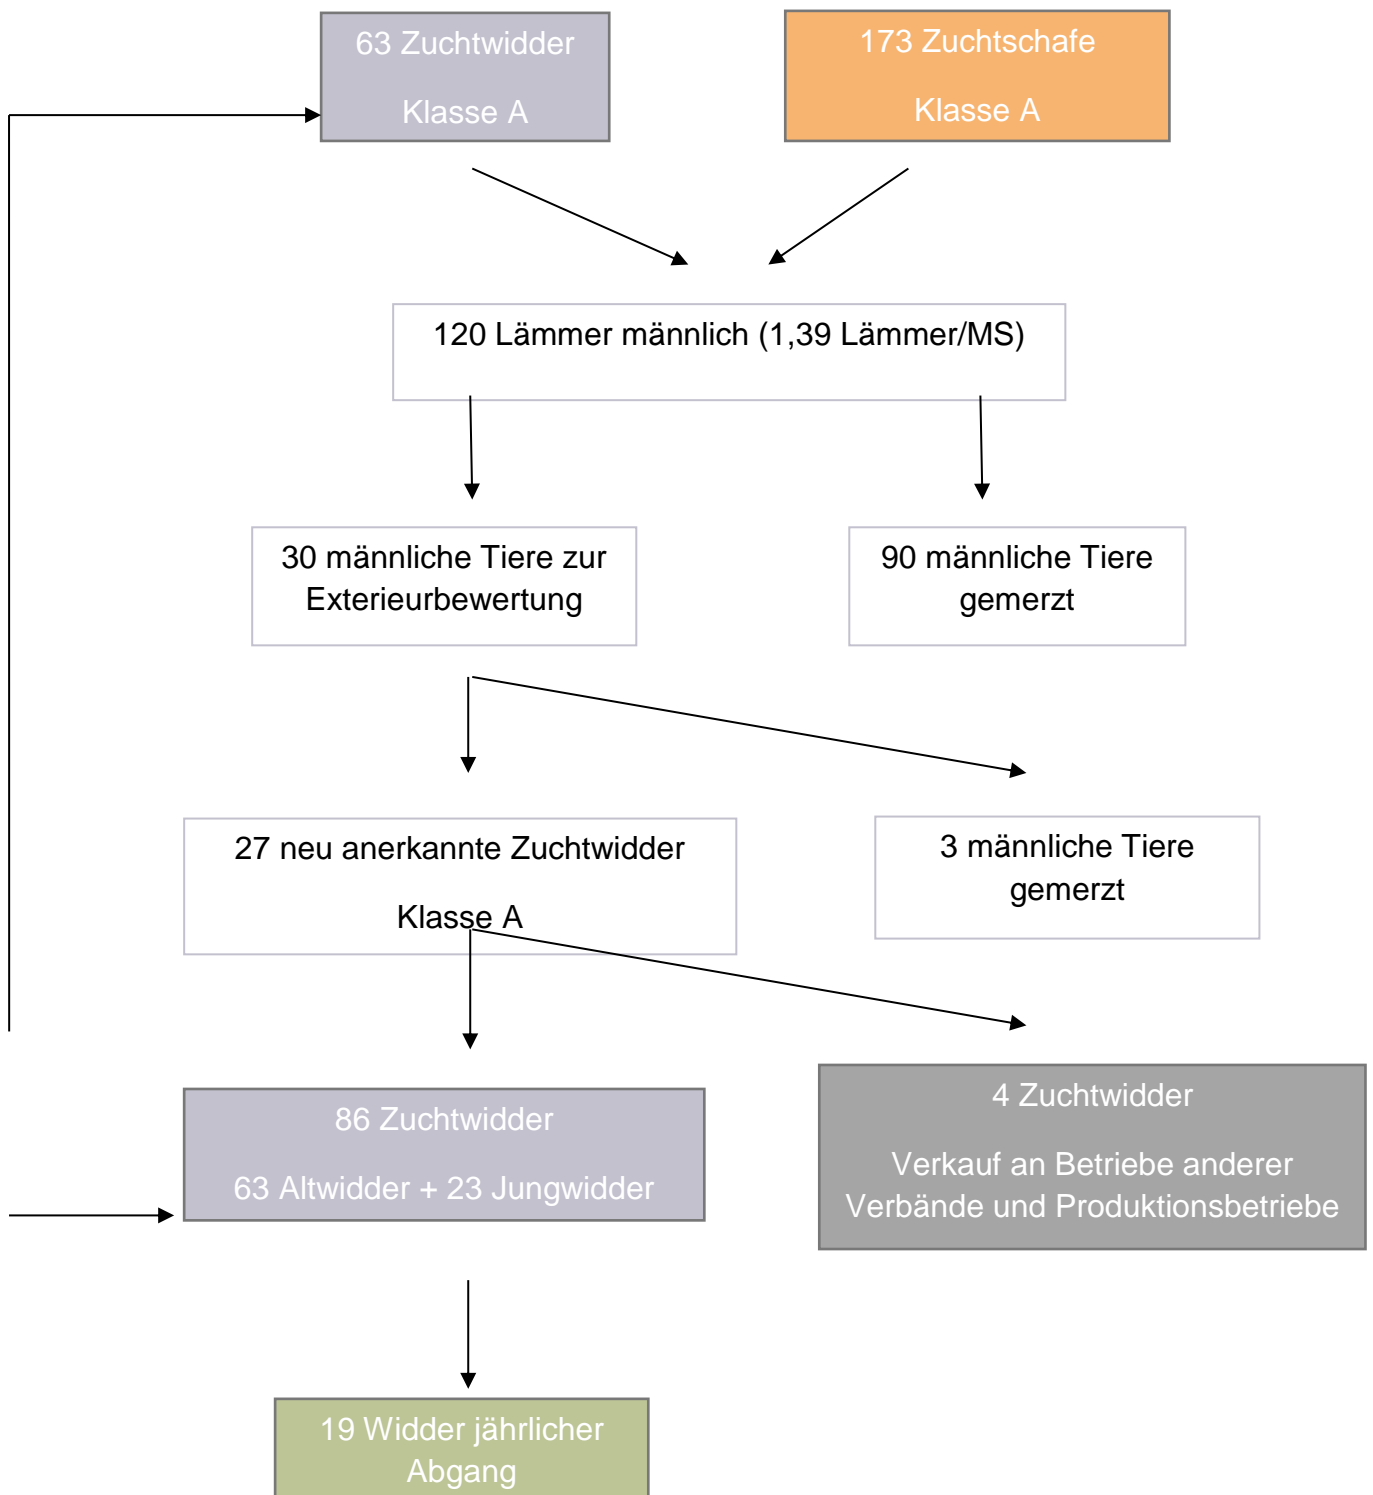 63 Zuchtwidder
Klasse A
173 Zuchtschafe
Klasse A
120 Lämmer männlich (1,39 Lämmer/MS)
30 männliche Tiere zur
Exterieurbewertung
90 männliche Tiere
gemerzt
27 neu anerkannte Zuchtwidder
Klasse A
3 männliche Tiere
gemerzt
86 Zuchtwidder
63 Altwidder + 23 Jungwidder
4 Zuchtwidder
Verkauf an Betriebe anderer
Verbände und Produktionsbetriebe
19 Widder jährlicher
Abgang